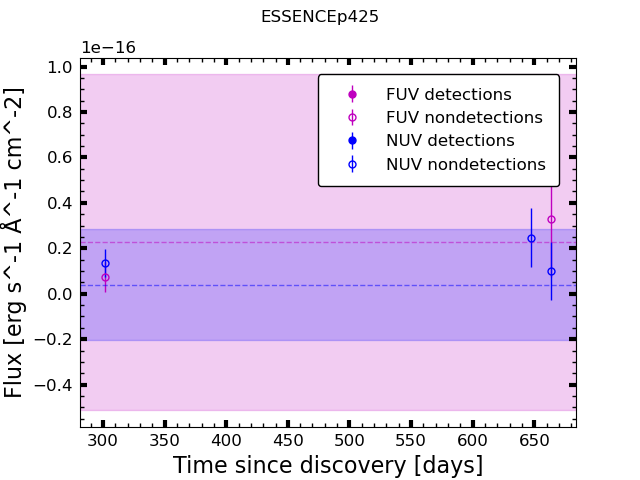 ESSENCEp425
1e−16
1.0
0.8
0.6
0.4
0.2
0.0
−0.2
−0.4
Flux [erg s^-1 Å^-1 cm^-2]
FUV detections
FUV nondetections
NUV detections
NUV nondetections
300 350 400 450 500 550 600 650
Time since discovery [days]